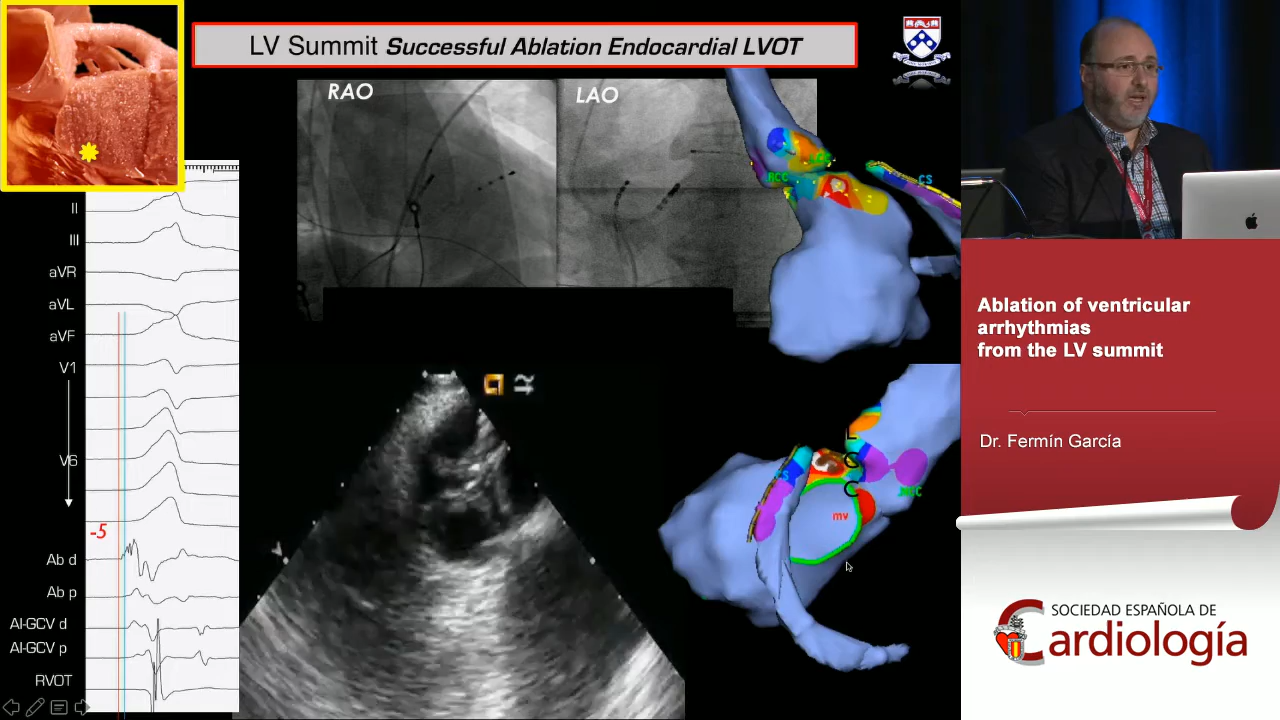 LV Summit Successful Ablation Endocardial LVOT
RAO
LAO
RCC
CS
II
III
aVR
aVL
aVF
V1
V6
-5
Ab d
Ab p
AI-GCV d
AI-GCV p
RVOT
L
C
C
mv
Ablation of ventricular
arrhythmias
from the LV summit
Dr. Fermín García
SOCIEDAD ESPAÑOLA DE
Cardiología